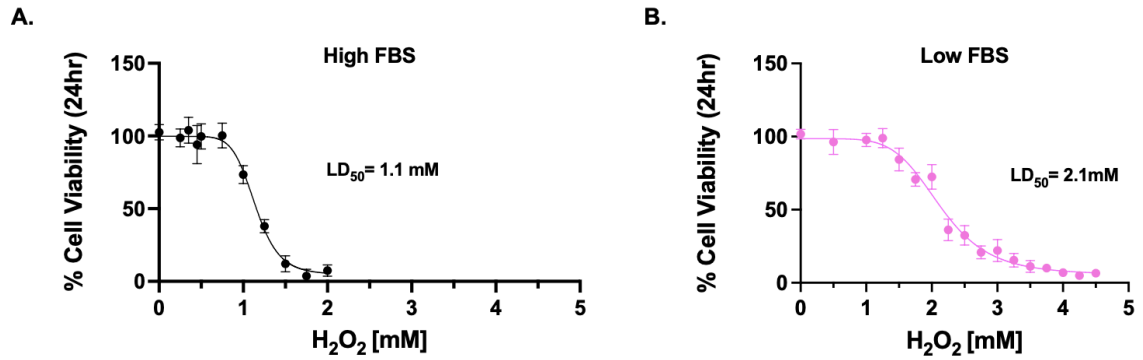 A.
High FBS
% Cell Viability (24hr)
150
100
50
0
LD50= 1.1 mM
0 1 2 3 4 5
H2O2 [mM]
B.
Low FBS
% Cell Viability (24hr)
150
100
50
0
LD50= 2.1mM
0 1 2 3 4 5
H2O2 [mM]